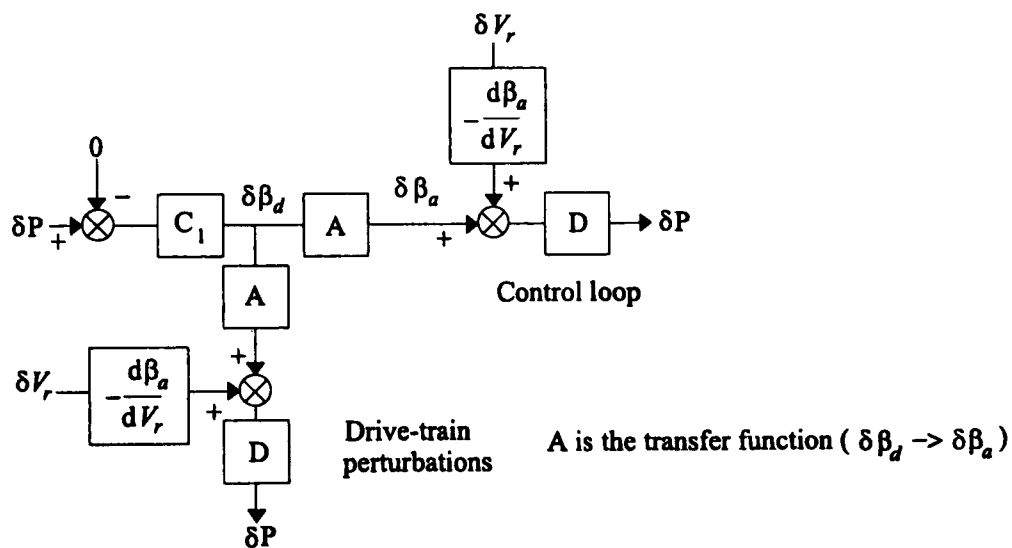 δV_r
- dβ_a / dV_r
0
-
+
δP
+
C_1
δβ_d
A
δβ_a
+
D
δP
A
Control loop
+
δV_r
- dβ_a / dV_r
+
D
Drive-train
perturbations
A is the transfer function ( δβ_d -> δβ_a )
δP